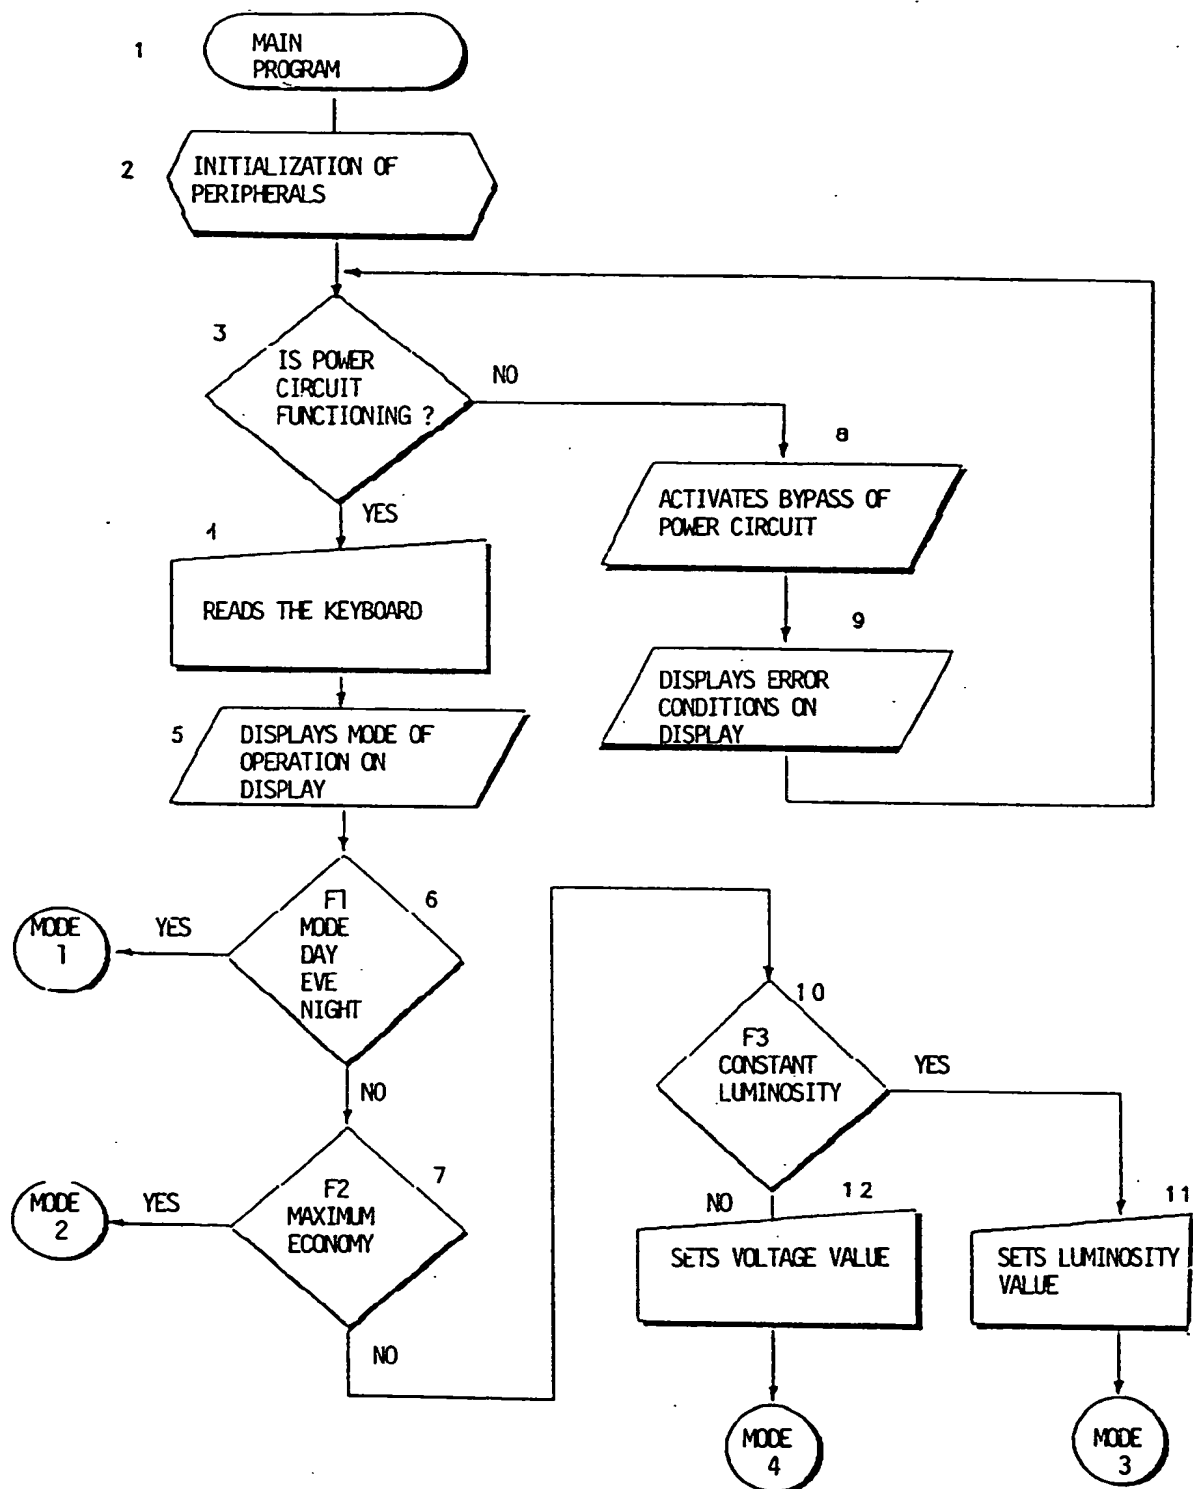 1
MAIN
PROGRAM
2
INITIALIZATION OF
PERIPHERALS
3
IS POWER
CIRCUIT
FUNCTIONING ?
NO
YES
8
ACTIVATES BYPASS OF
POWER CIRCUIT
1
READS THE KEYBOARD
9
DISPLAYS ERROR
CONDITIONS ON
DISPLAY
5
DISPLAYS MODE OF
OPERATION ON
DISPLAY
6
F1
MODE
DAY
EVE
NIGHT
YES
MODE
1
NO
7
F2
MAXIMUM
ECONOMY
YES
MODE
2
NO
10
F3
CONSTANT
LUMINOSITY
YES
NO
12
SETS VOLTAGE VALUE
11
SETS LUMINOSITY
VALUE
MODE
4
MODE
3